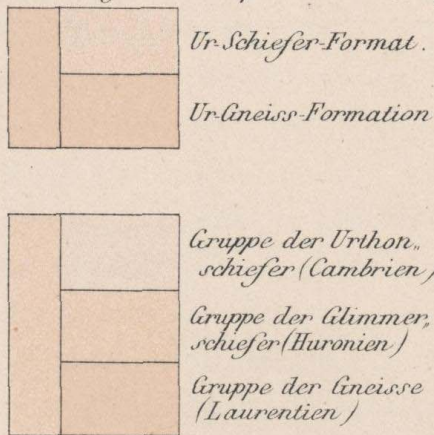 Ur-Schiefer-Format.
Ur-Gneiss-Formation
Gruppe der Urthon„
schiefer (Cambrien)
Gruppe der Glimmer„
schiefer (Huronien)
Gruppe der Gneisse
(Laurentien)